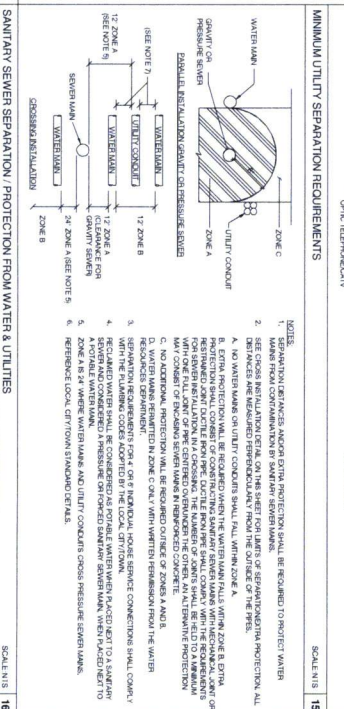 OPTIC TELEPHONE/CATV
MINIMUM UTILITY SEPARATION REQUIREMENTS
SCALE: NTS
15
WATER MAIN
GRAVITY OR
PRESSURE SEWER
ZONE C
ZONE A
UTILITY CONDUIT
PARALLEL INSTALLATION GRAVITY OR PRESSURE SEWER
(SEE NOTE 7)
12" ZONE A
(SEE NOTE 5)
SEWER MAIN
WATER MAIN
UTILITY CONDUIT
WATER MAIN
WATER MAIN
12" ZONE B
12" ZONE A
(CLEARANCE FOR
GRAVITY SEWER)
24" ZONE A (SEE NOTE 5)
ZONE B
CROSSING INSTALLATION
NOTES:
1. SEPARATION DISTANCES AND/OR EXTRA PROTECTION SHALL BE REQUIRED TO PROTECT WATER
MAINS FROM CONTAMINATION BY SANITARY SEWER MAINS.
2. SEE CROSS INSTALLATION DETAIL ON THIS SHEET FOR LIMITS OF SEPARATION/EXTRA PROTECTION. ALL
DISTANCES ARE MEASURED PERPENDICULARLY FROM THE OUTSIDE OF THE PIPES.
A. NO WATER MAINS OR UTILITY CONDUITS SHALL FALL WITHIN ZONE A.
B. EXTRA PROTECTION WILL BE REQUIRED WHEN THE WATER MAIN FALLS WITHIN ZONE B. EXTRA
PROTECTION SHALL CONSIST OF CONSTRUCTING SANITARY SEWER MAINS WITH MECHANICAL JOINT OR
RESTRAINED JOINT DUCTILE IRON PIPE. DUCTILE IRON PIPE SHALL COMPLY WITH THE REQUIREMENTS
FOR SEWER INSTALLATION. IN A CROSSING, THE NUMBER OF JOINTS SHALL BE HELD TO A MINIMUM
WITH ONE FULL JOINT OF PIPE CENTERED OVER/UNDER THE OTHER. AN ALTERNATIVE PROTECTION
MAY CONSIST OF ENCASING SEWER MAINS IN REINFORCED CONCRETE.
C. NO ADDITIONAL PROTECTION WILL BE REQUIRED OUTSIDE OF ZONES A AND B.
D. WATER MAINS PERMITTED IN ZONE C ONLY WITH WRITTEN PERMISSION FROM THE WATER
RESOURCES DEPARTMENT.
3. SEPARATION REQUIREMENTS FOR 4" OR 6" INDIVIDUAL HOUSE SERVICE CONNECTIONS SHALL COMPLY
WITH THE PLUMBING CODES ADOPTED BY THE LOCAL CITY/TOWN.
4. RECLAIMED WATER SHALL BE CONSIDERED AS POTABLE WATER WHEN PLACED NEXT TO A SANITARY
SEWER AND CONSIDERED A PRESSURE OR FORCED SANITARY SEWER MAIN, WHEN PLACED NEXT TO
A POTABLE WATER MAIN.
5. ZONE A IS 24" WHERE WATER MAINS AND UTILITY CONDUITS CROSS PRESSURE SEWER MAINS.
6. REFERENCE LOCAL CITY/TOWN STANDARD DETAILS.
SANITARY SEWER SEPARATION / PROTECTION FROM WATER & UTILITIES
SCALE: NTS
16